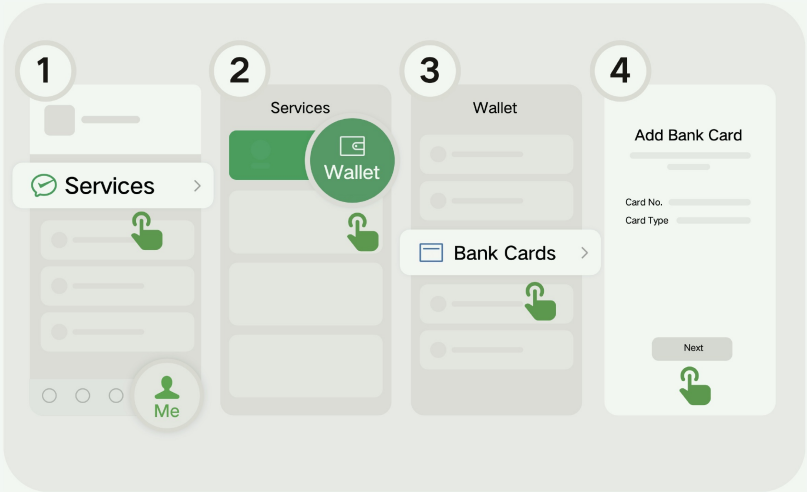 1
Services
Me
2
Services
Wallet
3
Wallet
Bank Cards
4
Add Bank Card
Card No.
Card Type
Next